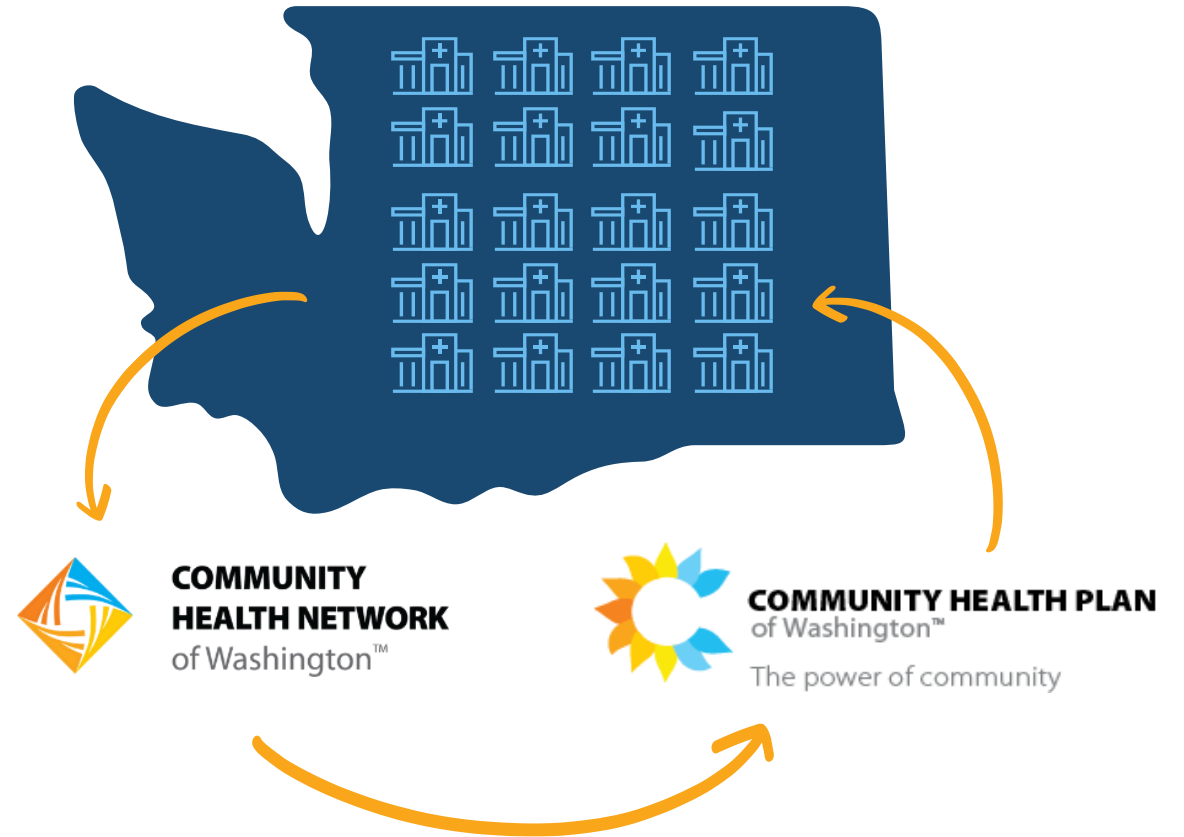 COMMUNITY
HEALTH NETWORK
of Washington™
COMMUNITY HEALTH PLAN
of Washington™
The power of community